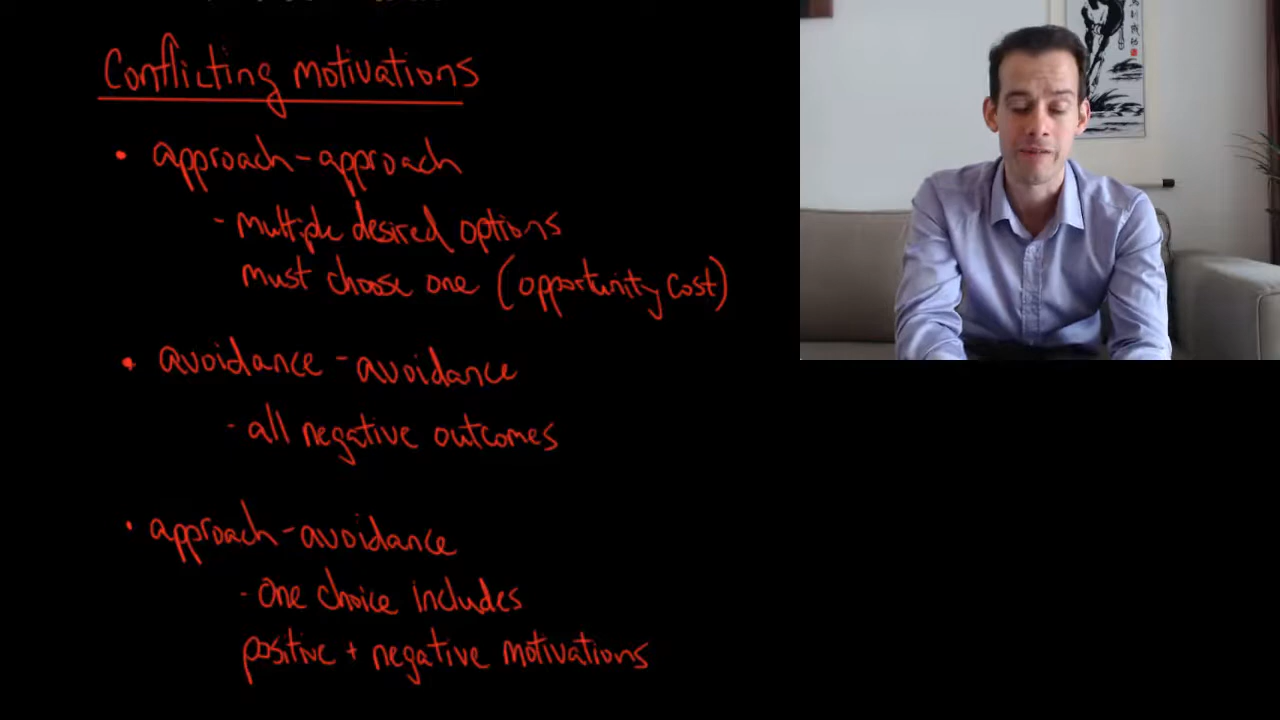 Conflicting motivations
• approach-approach
- multiple desired options
must choose one (opportunity cost)
• avoidance-avoidance
- all negative outcomes
• approach-avoidance
- one choice includes
positive + negative motivations